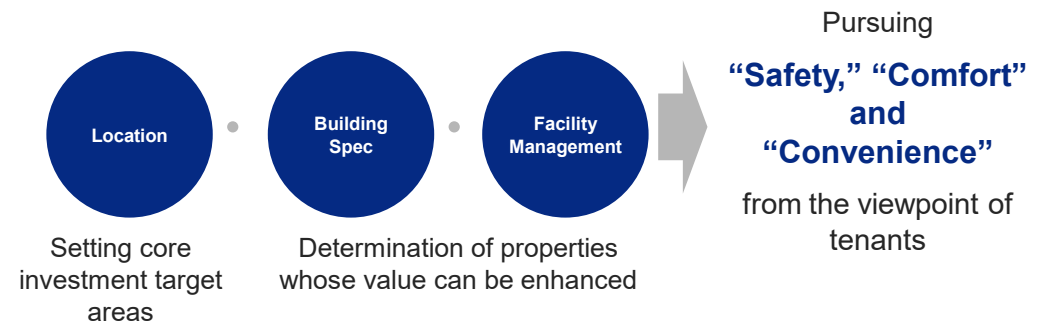 Location
Building
Spec
Facility
Management
Setting core
investment target
areas
Determination of properties
whose value can be enhanced
Pursuing
“Safety,” “Comfort”
and
“Convenience”
from the viewpoint of
tenants